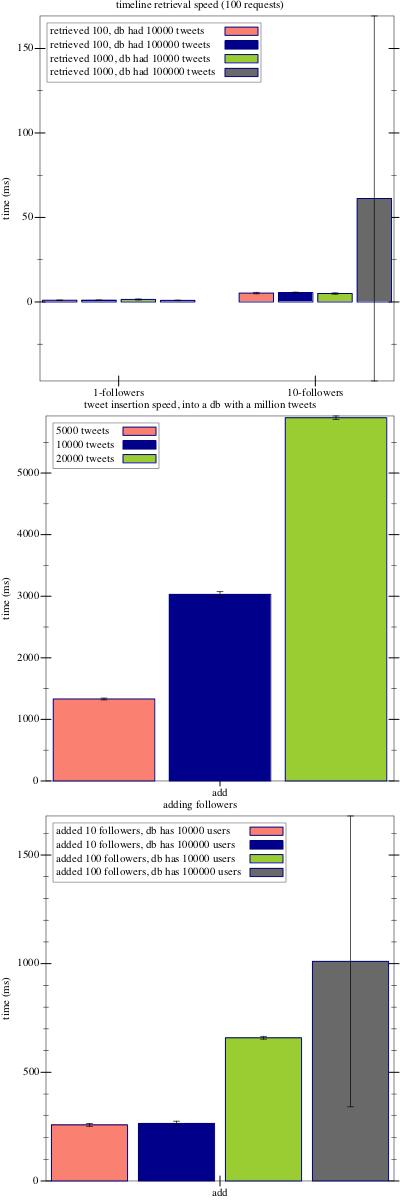 timeline retrieval speed (100 requests)
retrieved 100, db had 10000 tweets
retrieved 100, db had 100000 tweets
retrieved 1000, db had 10000 tweets
retrieved 1000, db had 100000 tweets
150
100
50
0
time (ms)
1-followers 10-followers
tweet insertion speed, into a db with a million tweets
5000 tweets
10000 tweets
20000 tweets
5000
4000
3000
2000
1000
0
time (ms)
add
adding followers
added 10 followers, db has 10000 users
added 10 followers, db has 100000 users
added 100 followers, db has 10000 users
added 100 followers, db has 100000 users
1500
1000
500
0
time (ms)
add